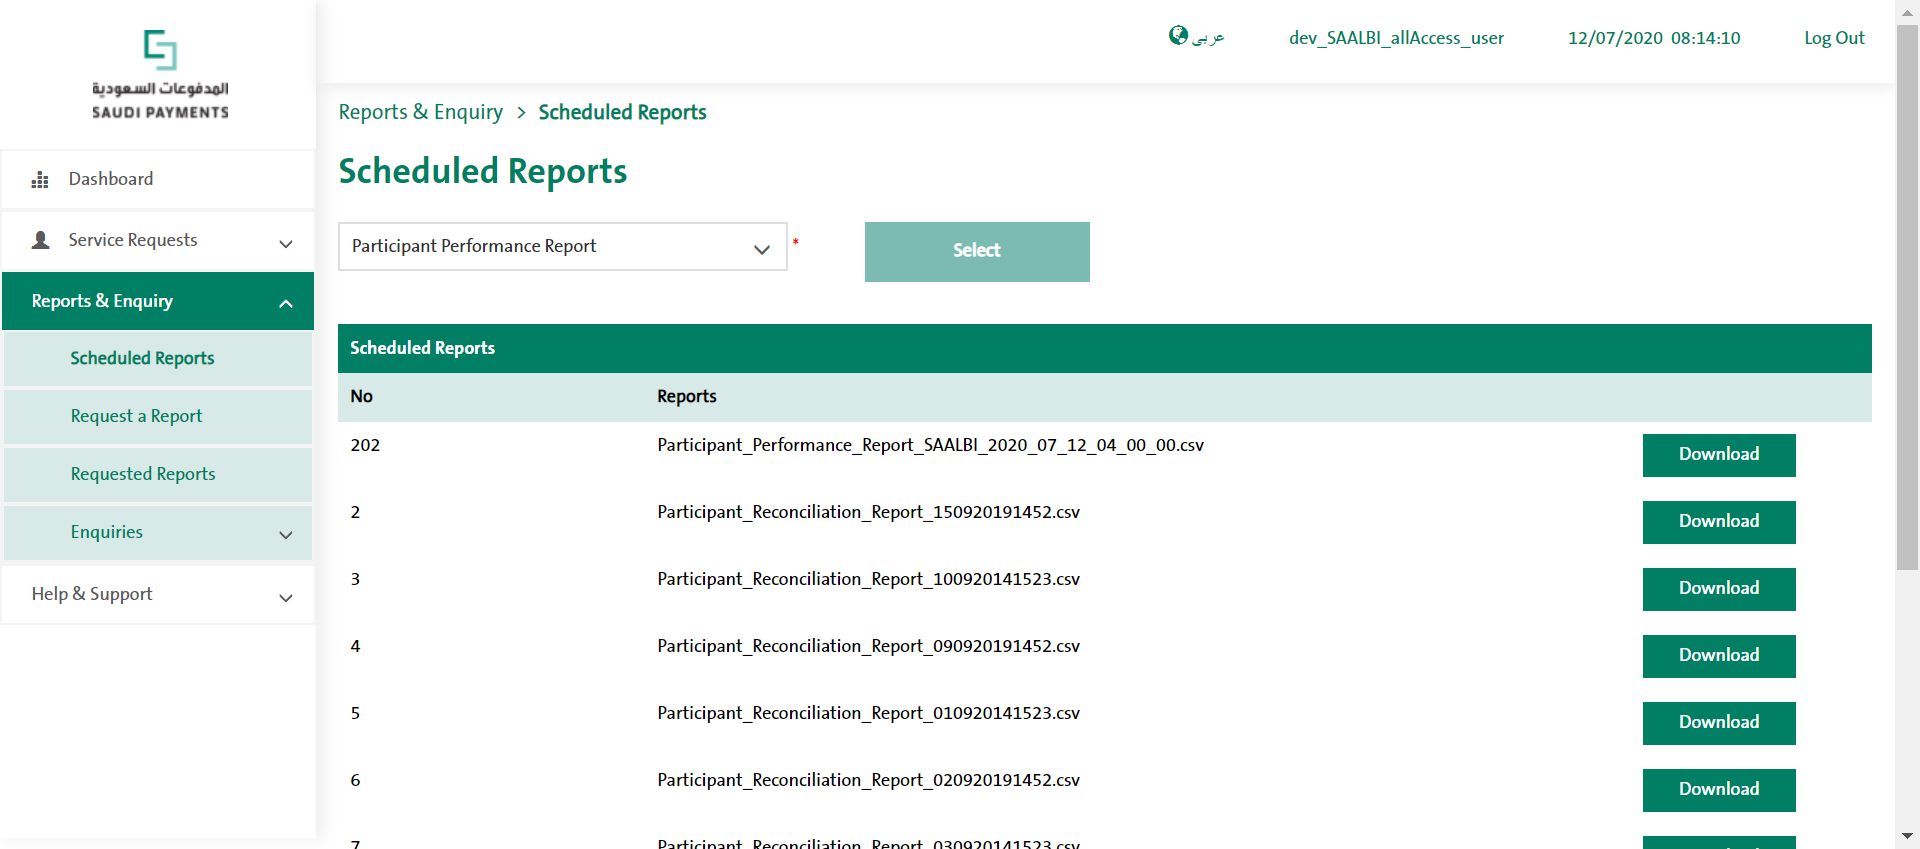 المدفوعات السعودية
SAUDI PAYMENTS
عربى
dev_SAALBI_allAccess_user
12/07/2020 08:14:10
Log Out
Dashboard
Service Requests
Reports & Enquiry
Scheduled Reports
Request a Report
Requested Reports
Enquiries
Help & Support
Reports & Enquiry > Scheduled Reports
Scheduled Reports
Participant Performance Report *
Select
Scheduled Reports
No Reports
202 Participant_Performance_Report_SAALBI_2020_07_12_04_00_00.csv Download
2 Participant_Reconciliation_Report_150920191452.csv Download
3 Participant_Reconciliation_Report_100920141523.csv Download
4 Participant_Reconciliation_Report_090920191452.csv Download
5 Participant_Reconciliation_Report_010920141523.csv Download
6 Participant_Reconciliation_Report_020920191452.csv Download
7 Participant_Reconciliation_Report_030920141523.csv